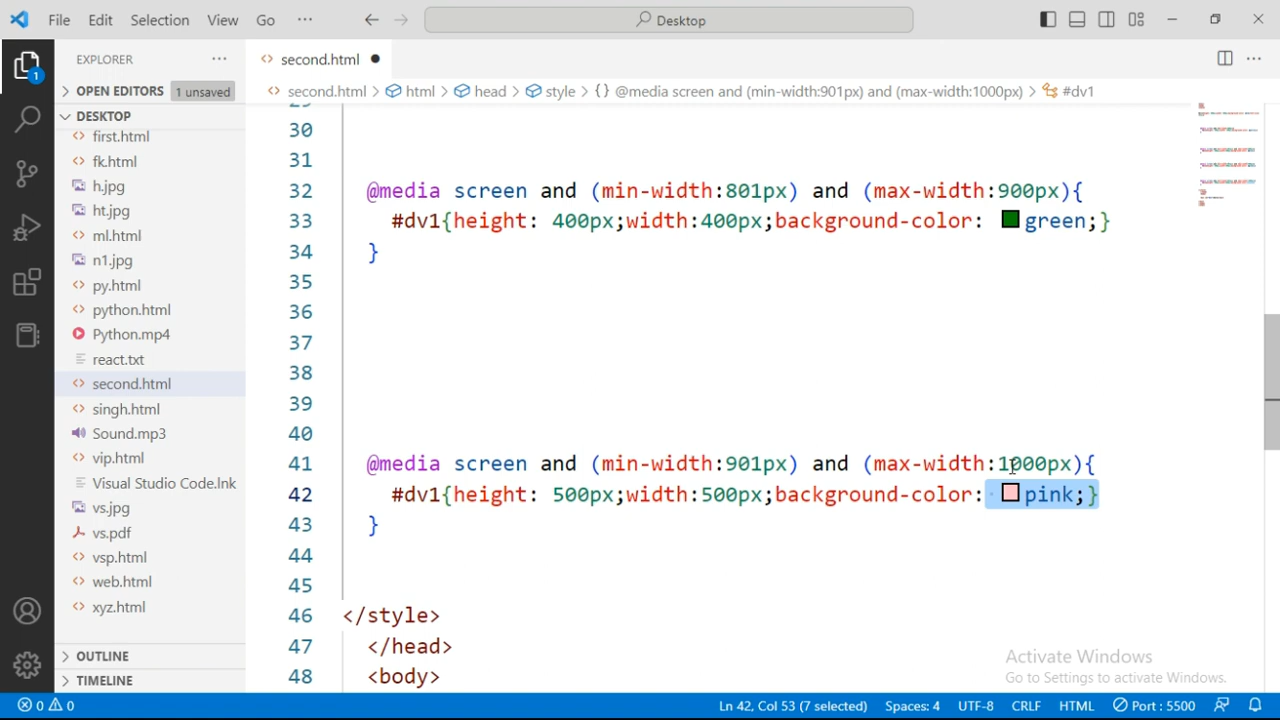 File Edit Selection View Go ··· Desktop
EXPLORER ···
OPEN EDITORS 1 unsaved
DESKTOP
first.html
fk.html
h.jpg
ht.jpg
ml.html
n1.jpg
py.html
python.html
Python.mp4
react.txt
second.html
singh.html
Sound.mp3
vip.html
Visual Studio Code.lnk
vs.jpg
vs.pdf
vsp.html
web.html
xyz.html
OUTLINE
TIMELINE
1
second.html
second.html > html > head > style > {} @media screen and (min-width:901px) and (max-width:1000px) > #dv1
29
30
31
32 @media screen and (min-width:801px) and (max-width:900px){
33 #dv1{height: 400px;width:400px;background-color: green;}
34 }
35
36
37
38
39
40
41 @media screen and (min-width:901px) and (max-width:1000px){
42 #dv1{height: 500px;width:500px;background-color: pink;}
43 }
44
45
46 </style>
47 </head>
48 <body>
Activate Windows
Go to Settings to activate Windows.
0 0 Ln 42, Col 53 (7 selected) Spaces: 4 UTF-8 CRLF HTML Port : 5500